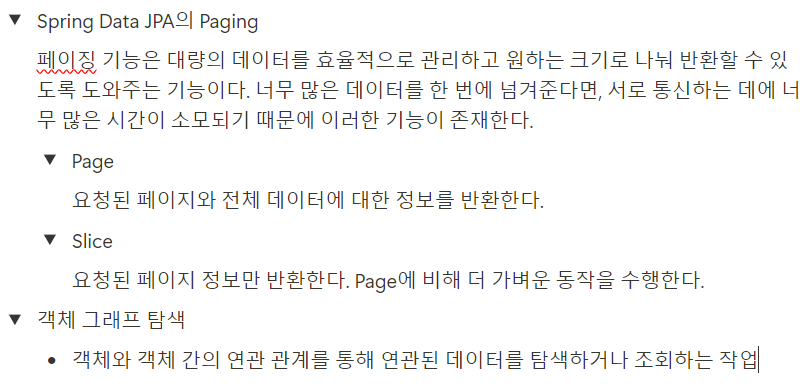 Spring Data JPA의 Paging
페이징 기능은 대량의 데이터를 효율적으로 관리하고 원하는 크기로 나눠 반환할 수 있
도록 도와주는 기능이다. 너무 많은 데이터를 한 번에 넘겨준다면, 서로 통신하는 데에 너
무 많은 시간이 소모되기 때문에 이러한 기능이 존재한다.
Page
요청된 페이지와 전체 데이터에 대한 정보를 반환한다.
Slice
요청된 페이지 정보만 반환한다. Page에 비해 더 가벼운 동작을 수행한다.
객체 그래프 탐색
객체와 객체 간의 연관 관계를 통해 연관된 데이터를 탐색하거나 조회하는 작업